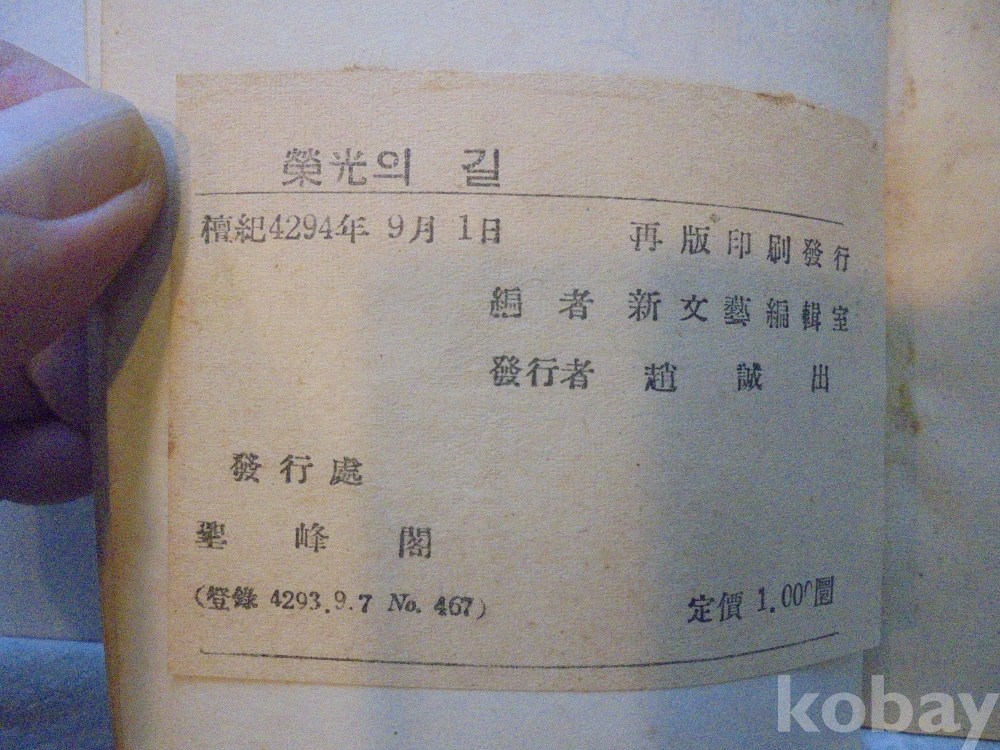 榮光의 길
檀紀4294年 9月 1日 再版印刷發行
編者 新文藝編輯室
發行者 趙誠出
發行處
聖峰閣
(登錄 4293.9.7 No. 467)
定價 1.000圜
kobay